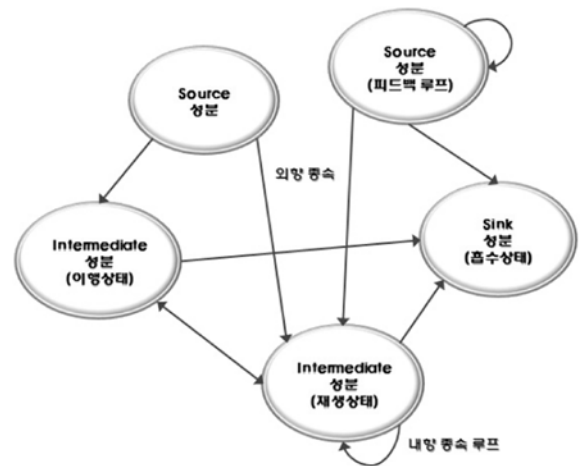 Source
성분
(피드백 루프)
Source
성분
외향 종속
Intermediate
성분
(이행상태)
Sink
성분
(흡수상태)
Intermediate
성분
(재생상태)
내향 종속 루프